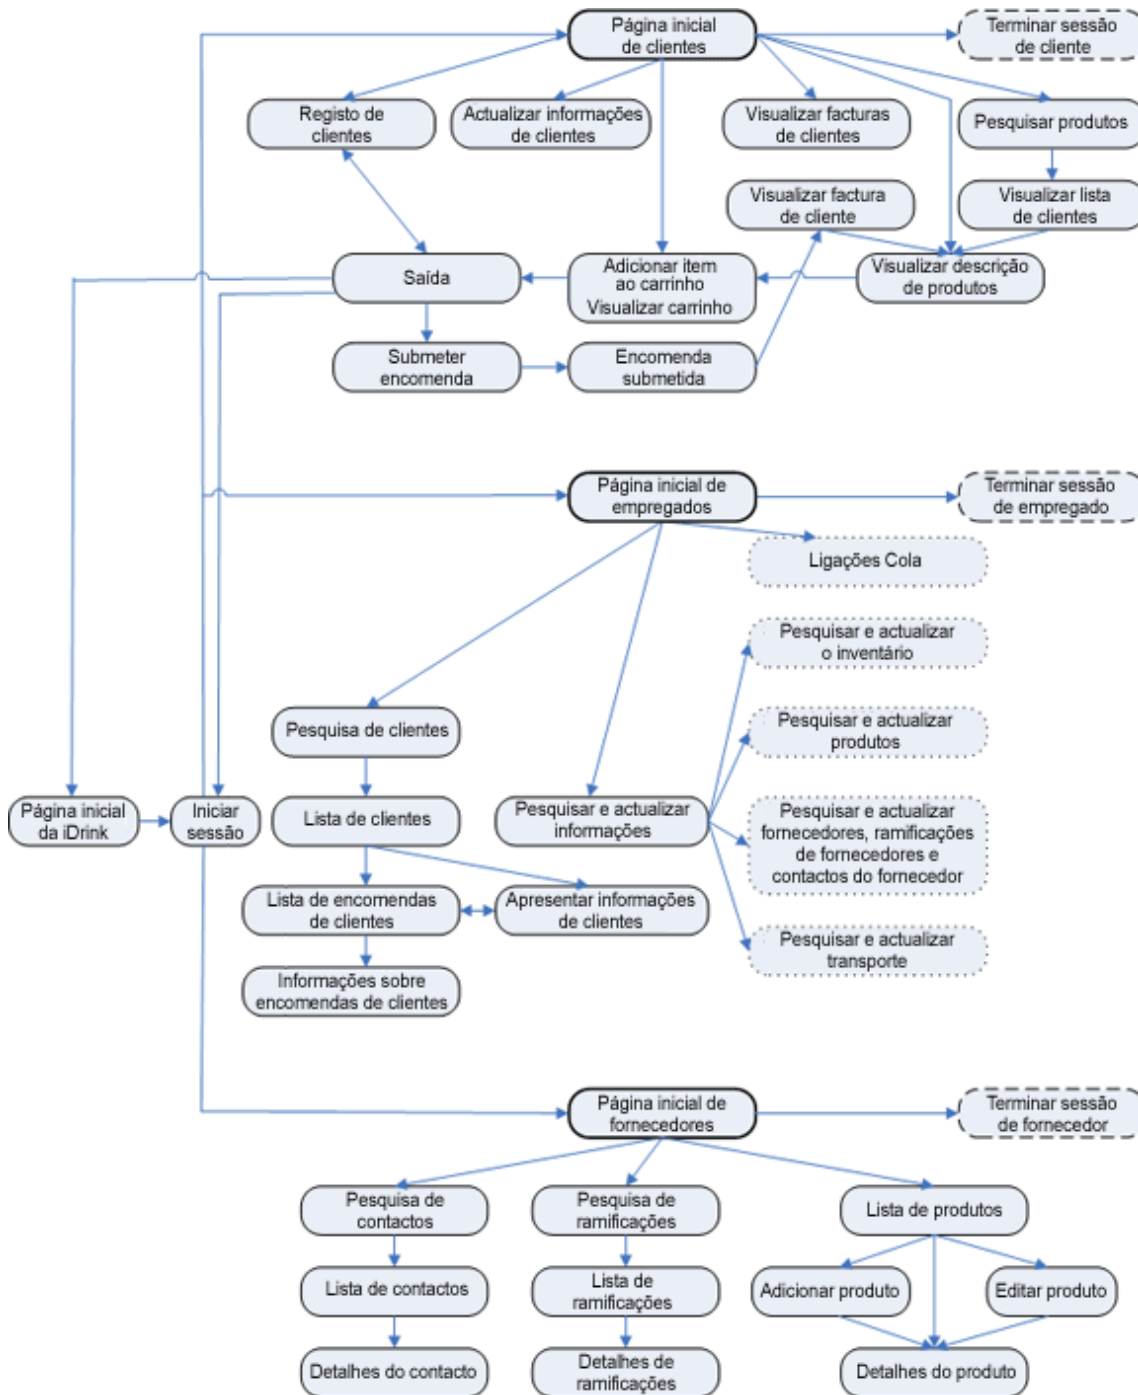 Página inicial
de clientes
Terminar sessão
de cliente
Registo de
clientes
Actualizar informações
de clientes
Visualizar facturas
de clientes
Pesquisar produtos
Visualizar factura
de cliente
Visualizar lista
de clientes
Saída
Adicionar item
ao carrinho
Visualizar carrinho
Visualizar descrição
de produtos
Submeter
encomenda
Encomenda
submetida
Página inicial de
empregados
Terminar sessão
de empregado
Ligações Cola
Pesquisar e actualizar
o inventário
Pesquisa de clientes
Pesquisar e actualizar
produtos
Página inicial
da iDrink
Iniciar
sessão
Lista de clientes
Pesquisar e actualizar
informações
Pesquisar e actualizar
fornecedores, ramificações
de fornecedores e
contactos do fornecedor
Lista de encomendas
de clientes
Apresentar informações
de clientes
Pesquisar e actualizar
transporte
Informações sobre
encomendas de clientes
Página inicial de
fornecedores
Terminar sessão
de fornecedor
Pesquisa de
contactos
Pesquisa de
ramificações
Lista de produtos
Lista de contactos
Lista de
ramificações
Adicionar produto
Editar produto
Detalhes do contacto
Detalhes de
ramificações
Detalhes do produto